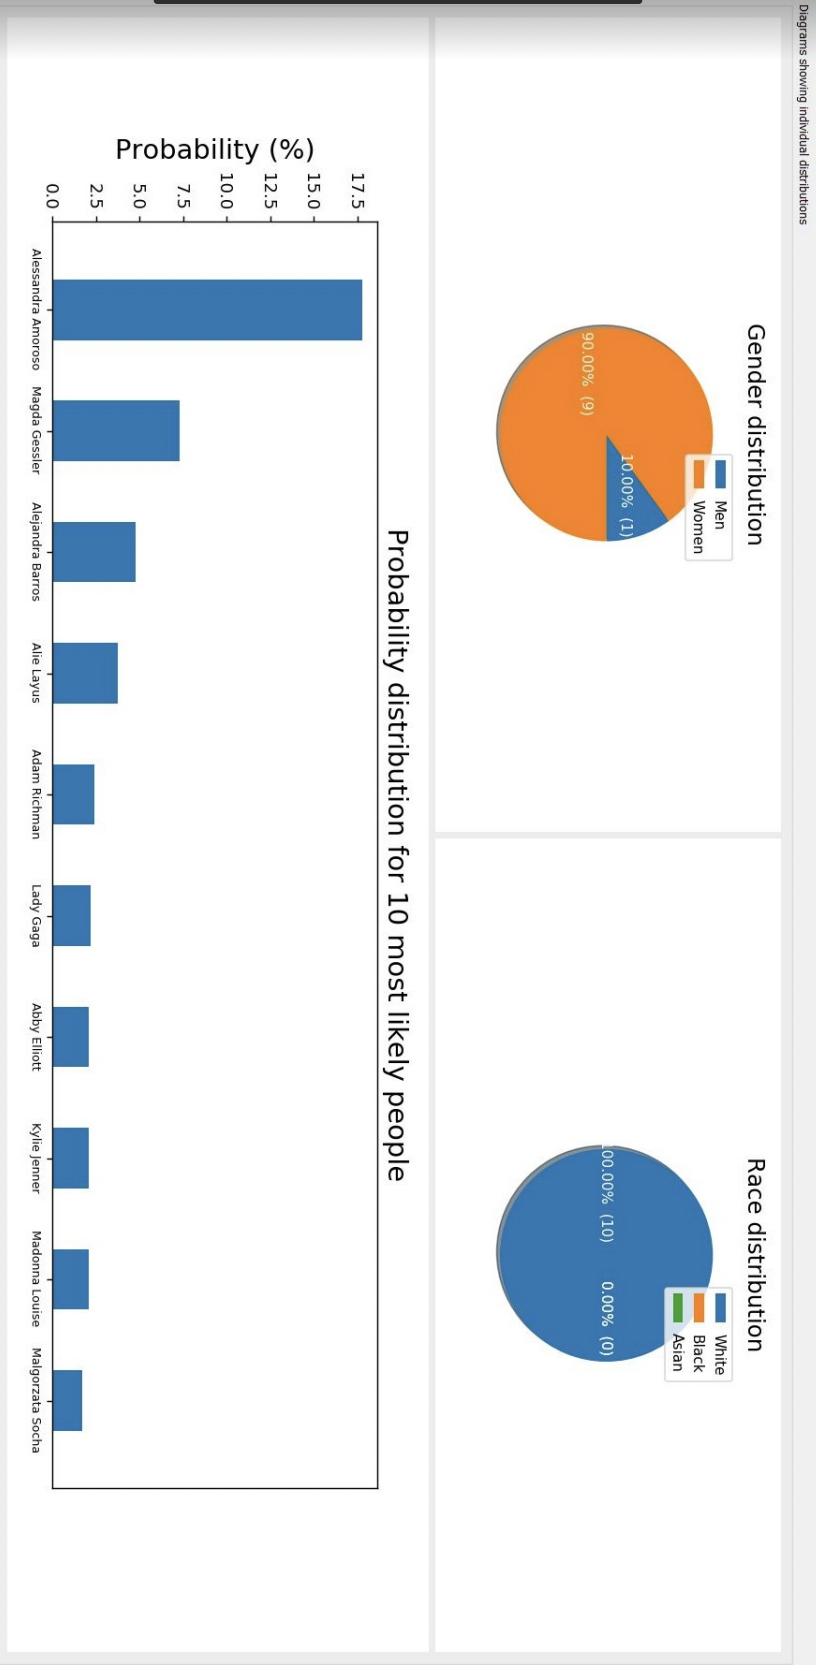 Diagrams showing individual distributions
Gender distribution
Men
Women
90.00% (9)
10.00% (1)
Race distribution
White
Black
Asian
00.00% (10)
0.00% (0)
Probability distribution for 10 most likely people
Probability (%)
17.5
15.0
12.5
10.0
7.5
5.0
2.5
0.0
Alessandra Amoroso
Magda Gessler
Alejandra Barros
Alie Layus
Adam Richman
Lady Gaga
Abby Elliott
Kylie Jenner
Madonna Louise
Malgorzata Socha